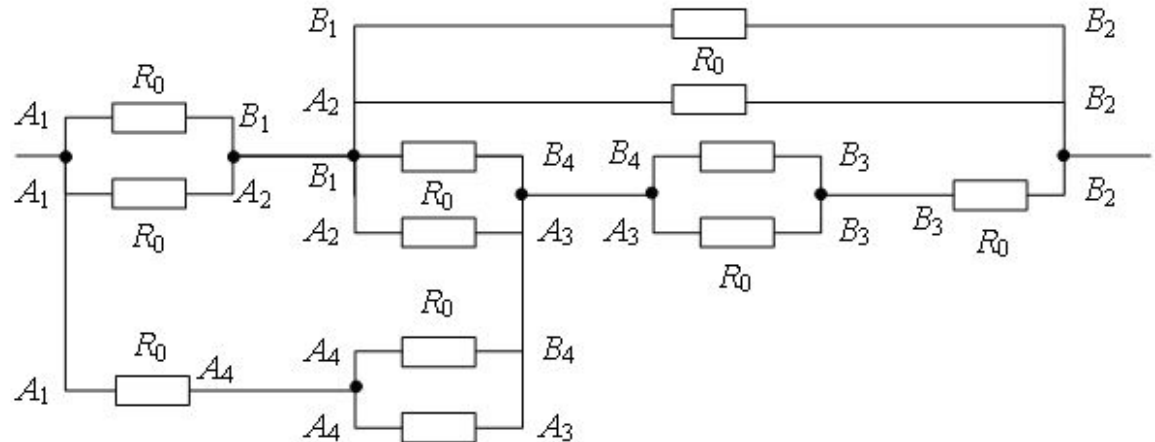 B₁ B₂
R₀
R₀
A₁ B₁ A₂ B₂
B₁ B₄ B₄ B₃
A₁ A₂ R₀ B₂
R₀ A₂ A₃ A₃ B₃ B₃ R₀
R₀
R₀
R₀ A₄ B₄
A₁ A₄
A₄ A₃